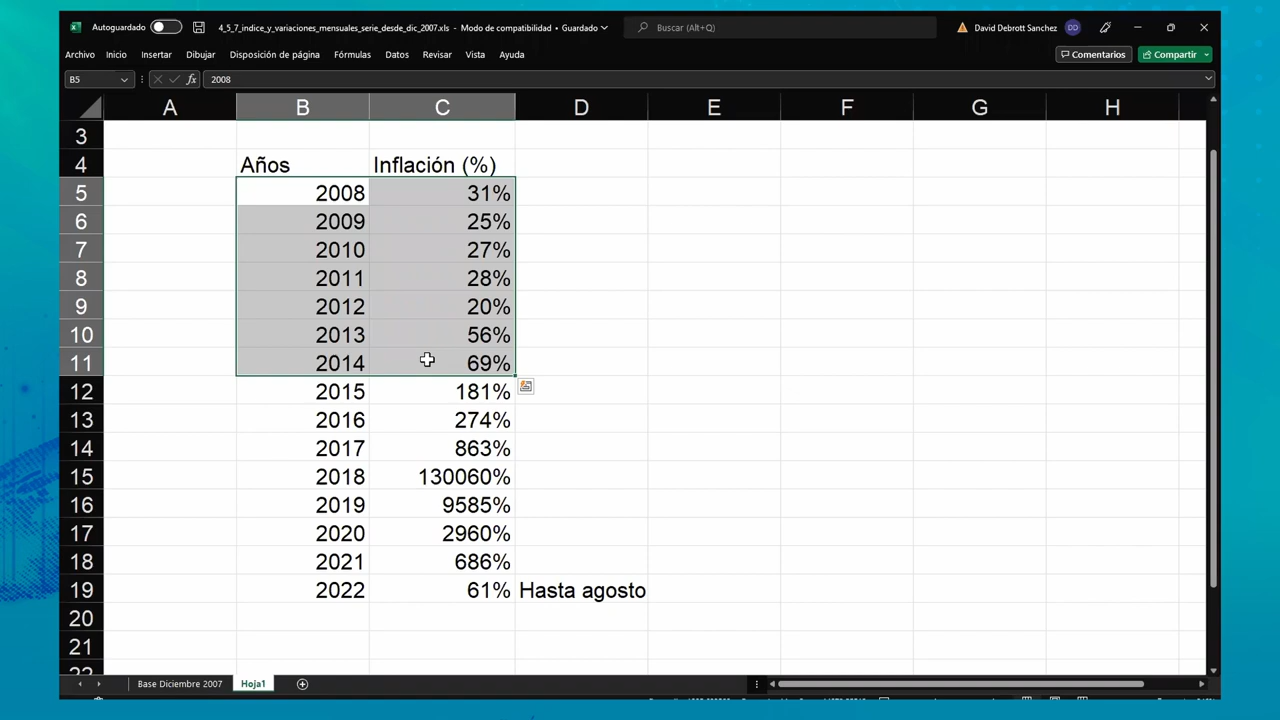 Autoguardado
4_5_7_indice_y_variaciones_mensuales_serie_desde_dic_2007.xls - Modo de compatibilidad • Guardado
Buscar (Alt+Q)
David Debrott Sanchez
DD
Archivo Inicio Insertar Dibujar Disposición de página Fórmulas Datos Revisar Vista Ayuda
Comentarios
Compartir
B5
fx
2008
A B C D E F G H
3
4 Años Inflación (%)
5 2008 31%
6 2009 25%
7 2010 27%
8 2011 28%
9 2012 20%
10 2013 56%
11 2014 69%
12 2015 181%
13 2016 274%
14 2017 863%
15 2018 130060%
16 2019 9585%
17 2020 2960%
18 2021 686%
19 2022 61% Hasta agosto
20
21
22
Base Diciembre 2007 Hoja1